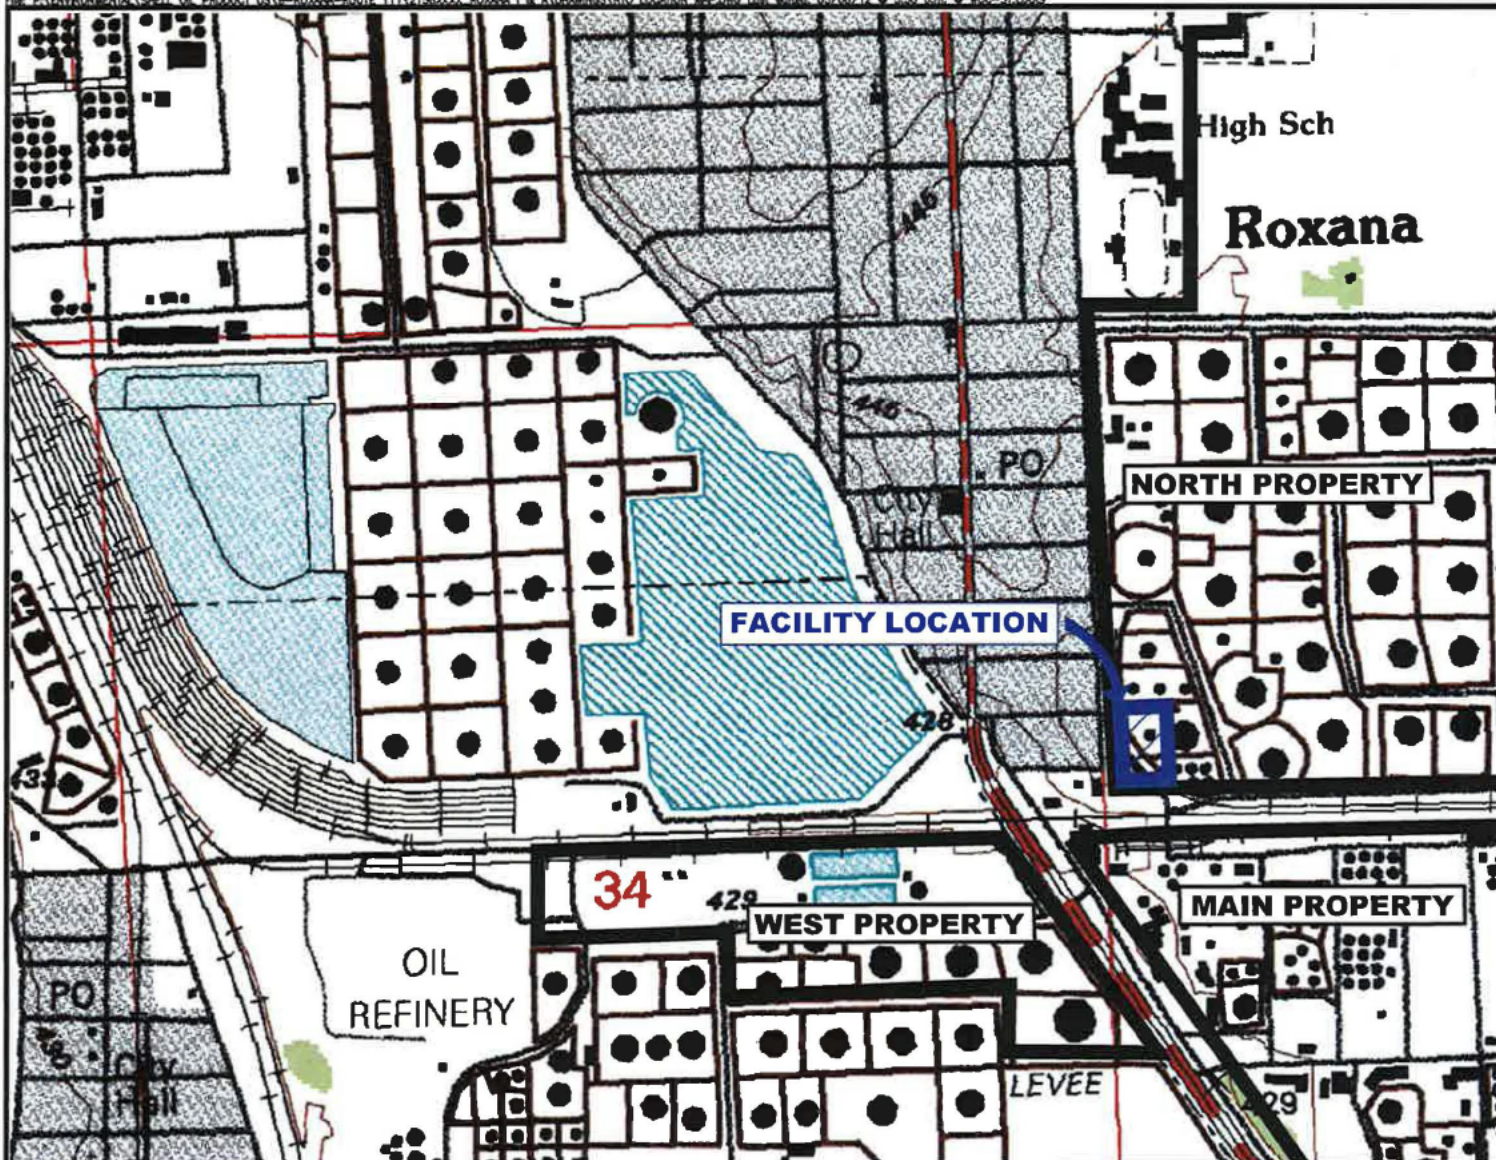 High Sch
446
Roxana
446
PO
NORTH PROPERTY
City
Hall
FACILITY LOCATION
428
433
34
429
WEST PROPERTY
MAIN PROPERTY
OIL
REFINERY
PO
City
Hall
LEVEE
429